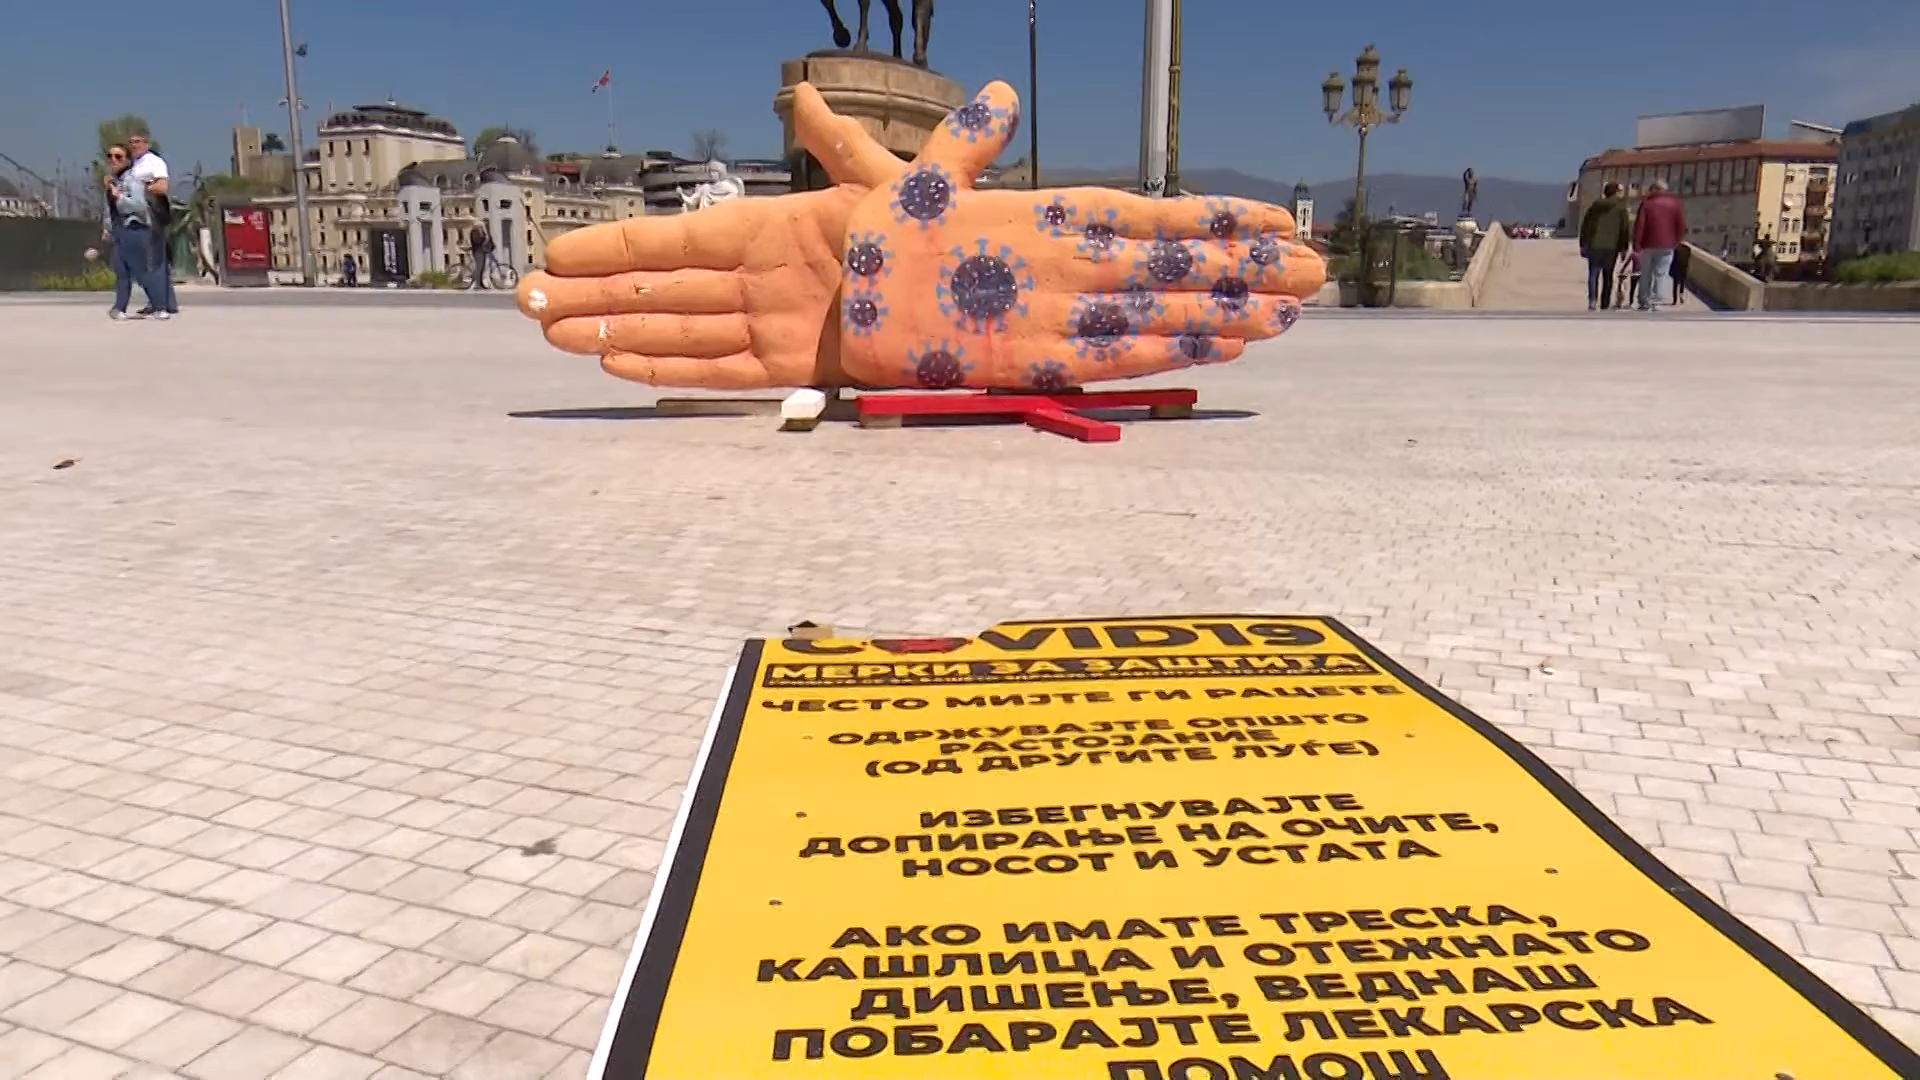 COVID19
МЕРКИ ЗА ЗАШТИТА
ЧЕСТО МИЈТЕ ГИ РАЦЕТЕ
ОДРЖУВАЈТЕ ОПШТО
РАСТОЈАНИЕ
(ОД ДРУГИТЕ ЛУЃЕ)
ИЗБЕГНУВАЈТЕ
ДОПИРАЊЕ НА ОЧИТЕ,
НОСОТ И УСТАТА
АКО ИМАТЕ ТРЕСКА,
КАШЛИЦА И ОТЕЖНАТО
ДИШЕЊЕ, ВЕДНАШ
ПОБАРАЈТЕ ЛЕКАРСКА
ПОМОШ